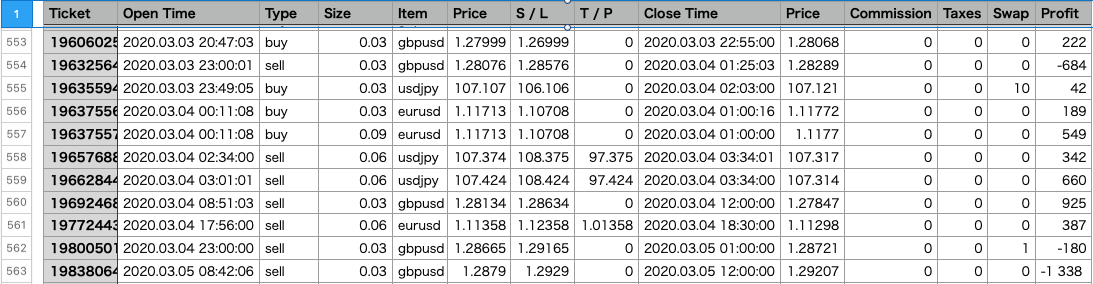 1 Ticket Open Time Type Size Item Price S / L T / P Close Time Price Commission Taxes Swap Profit
553 19606025 2020.03.03 20:47:03 buy 0.03 gbpusd 1.27999 1.26999 0 2020.03.03 22:55:00 1.28068 0 0 0 222
554 19632564 2020.03.03 23:00:01 sell 0.03 gbpusd 1.28076 1.28576 0 2020.03.04 01:25:03 1.28289 0 0 0 -684
555 19635594 2020.03.03 23:49:05 buy 0.03 usdjpy 107.107 106.106 0 2020.03.04 02:03:00 107.121 0 0 10 42
556 19637556 2020.03.04 00:11:08 buy 0.03 eurusd 1.11713 1.10708 0 2020.03.04 01:00:16 1.11772 0 0 0 189
557 19637557 2020.03.04 00:11:08 buy 0.09 eurusd 1.11713 1.10708 0 2020.03.04 01:00:00 1.1177 0 0 0 549
558 19657688 2020.03.04 02:34:00 sell 0.06 usdjpy 107.374 108.375 97.375 2020.03.04 03:34:01 107.317 0 0 0 342
559 19662844 2020.03.04 03:01:01 sell 0.06 usdjpy 107.424 108.424 97.424 2020.03.04 03:34:00 107.314 0 0 0 660
560 19692468 2020.03.04 08:51:03 sell 0.03 gbpusd 1.28134 1.28634 0 2020.03.04 12:00:00 1.27847 0 0 0 925
561 19772443 2020.03.04 17:56:00 sell 0.06 eurusd 1.11358 1.12358 1.01358 2020.03.04 18:30:00 1.11298 0 0 0 387
562 19800501 2020.03.04 23:00:00 sell 0.03 gbpusd 1.28665 1.29165 0 2020.03.05 01:00:00 1.28721 0 0 1 -180
563 19838064 2020.03.05 08:42:06 sell 0.03 gbpusd 1.2879 1.2929 0 2020.03.05 12:00:00 1.29207 0 0 0 -1 338